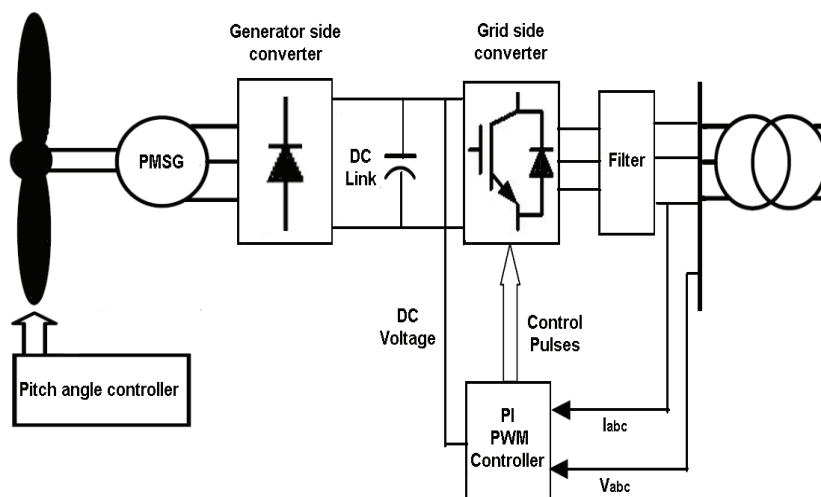 Generator side
converter
Grid side
converter
PMSG
DC
Link
Filter
DC
Voltage
Control
Pulses
Pitch angle controller
PI
PWM
Controller
Iabc
Vabc